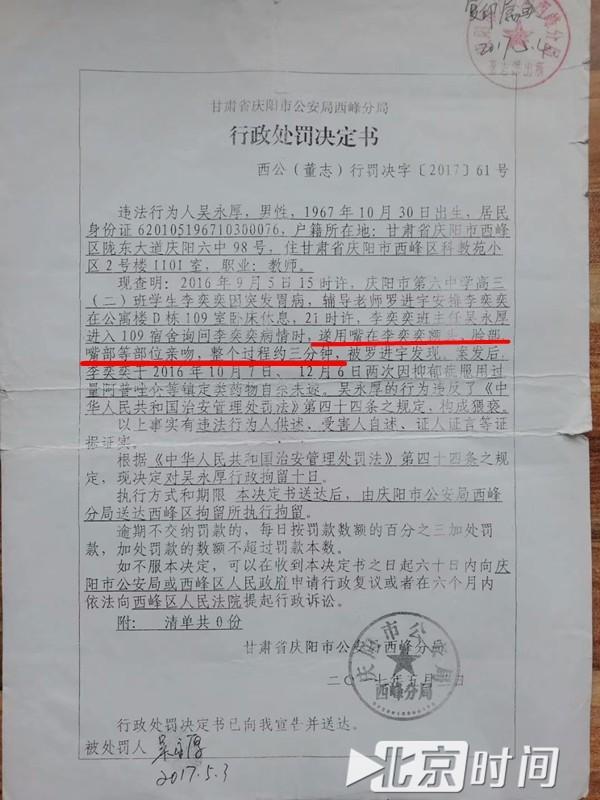 复印属实
2017.5.4
甘肃省庆阳市公安局西峰分局
行政处罚决定书
西公(董志)行罚决字〔2017〕61号
违法行为人吴永厚,男性,1967年10月30日出生,居民
身份证620105196710300076,户籍所在地:甘肃省庆阳市西峰
区陇东大道庆阳六中98号,住甘肃省庆阳市西峰区科教苑小
区2号楼1101室,职业:教师。
现查明:2016年9月5日15时许,庆阳市第六中学高三
(二)班学生李奕奕因突发胃病,辅导老师罗进宇安排李奕奕
在公寓楼D栋109室卧床休息,21时许,李奕奕班主任吴永厚
进入109宿舍询问李奕奕病情时,遂用嘴在李奕奕额头、脸部、
嘴部等部位亲吻,整个过程约三分钟,被罗进宇发现。案发后,
李奕奕于2016年10月7日、12月6日两次因抑郁症服用过
量阿普唑仑等镇定类药物自杀未遂。吴永厚的行为违反了《中
华人民共和国治安管理处罚法》第四十四条之规定,构成猥亵。
以上事实有违法行为人供述、受害人自述、证人证言等证
据证实。
根据《中华人民共和国治安管理处罚法》第四十四条之规
定,现决定对吴永厚行政拘留十日。
执行方式和期限 本决定书送达后,由庆阳市公安局西峰
分局送达西峰区拘留所执行拘留。
逾期不交纳罚款的,每日按罚款数额的百分之三加处罚
款,加处罚款的数额不超过罚款本数。
如不服本决定,可以在收到本决定书之日起六十日内向庆
阳市公安局或西峰区人民政府申请行政复议或者在六个月内
依法向西峰区人民法院提起行政诉讼。
附: 清单共0份
甘肃省庆阳市公安局西峰分局
庆阳市公安局
西峰分局
二〇一七年五月 日
行政处罚决定书已向我宣告并送达。
被处罚人 吴永厚
2017.5.3
北京时间